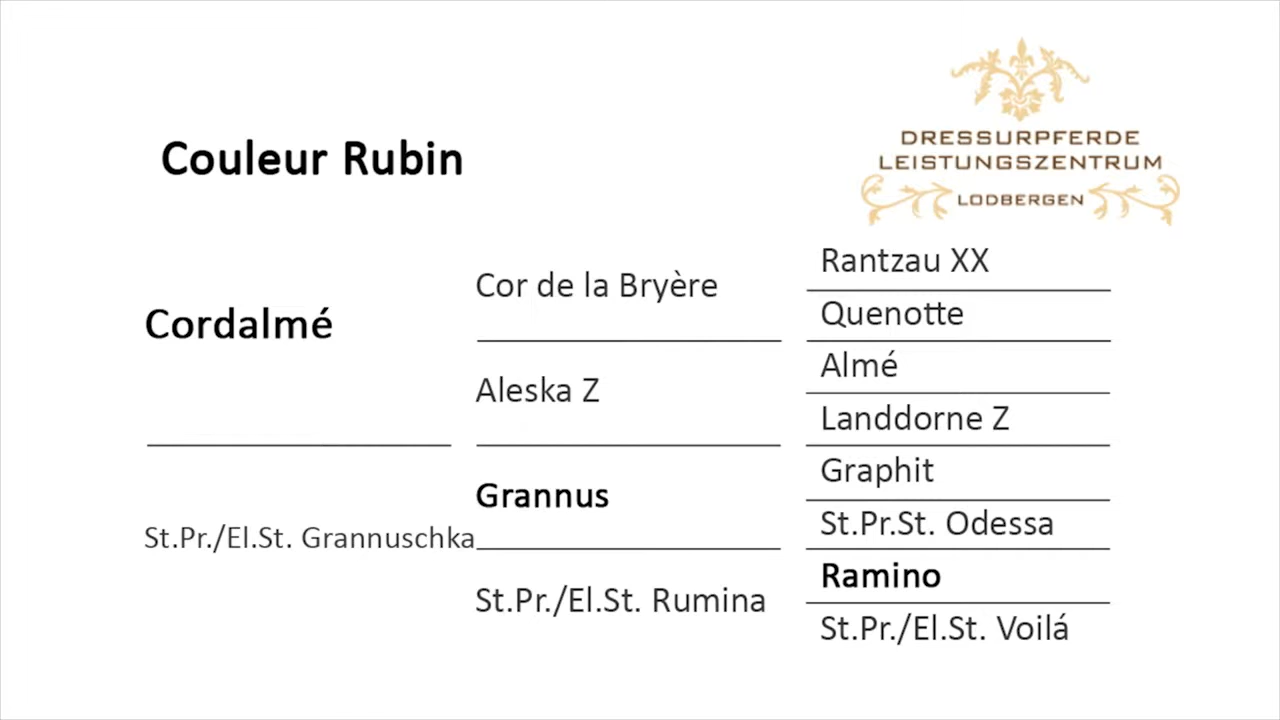 Couleur Rubin
DRESSURPFERDE
LEISTUNGSZENTRUM
LODBERGEN
Cordalmé
St.Pr./El.St. Grannuschka
Cor de la Bryère
Aleska Z
Grannus
St.Pr./El.St. Rumina
Rantzau XX
Quenotte
Almé
Landdorne Z
Graphit
St.Pr.St. Odessa
Ramino
St.Pr./El.St. Voilá